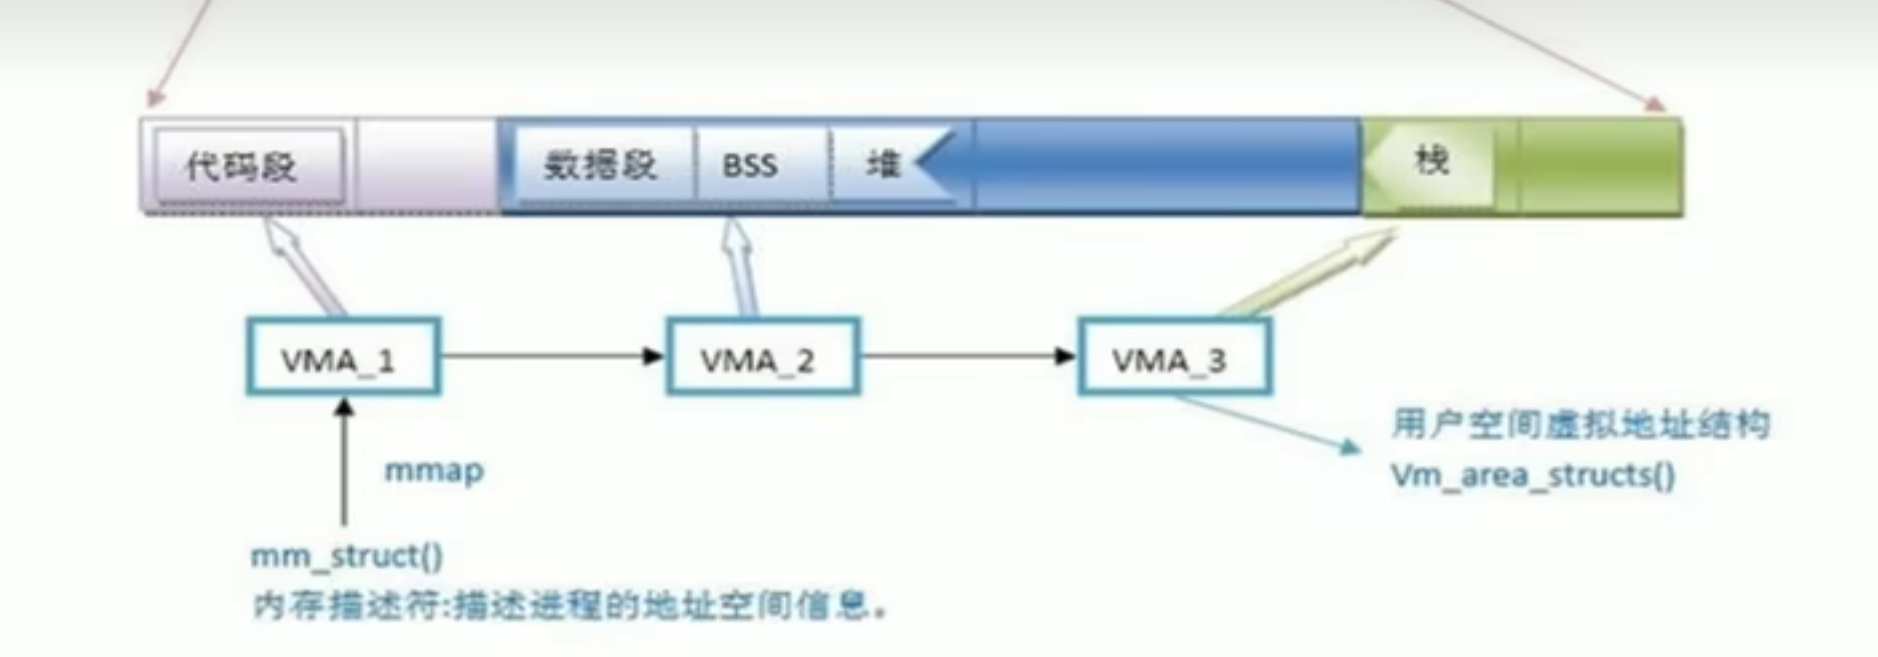 代码段
数据段
BSS
堆
栈
VMA_1
VMA_2
VMA_3
mmap
用户空间虚拟地址结构
Vm_area_structs()
mm_struct()
内存描述符:描述进程的地址空间信息。